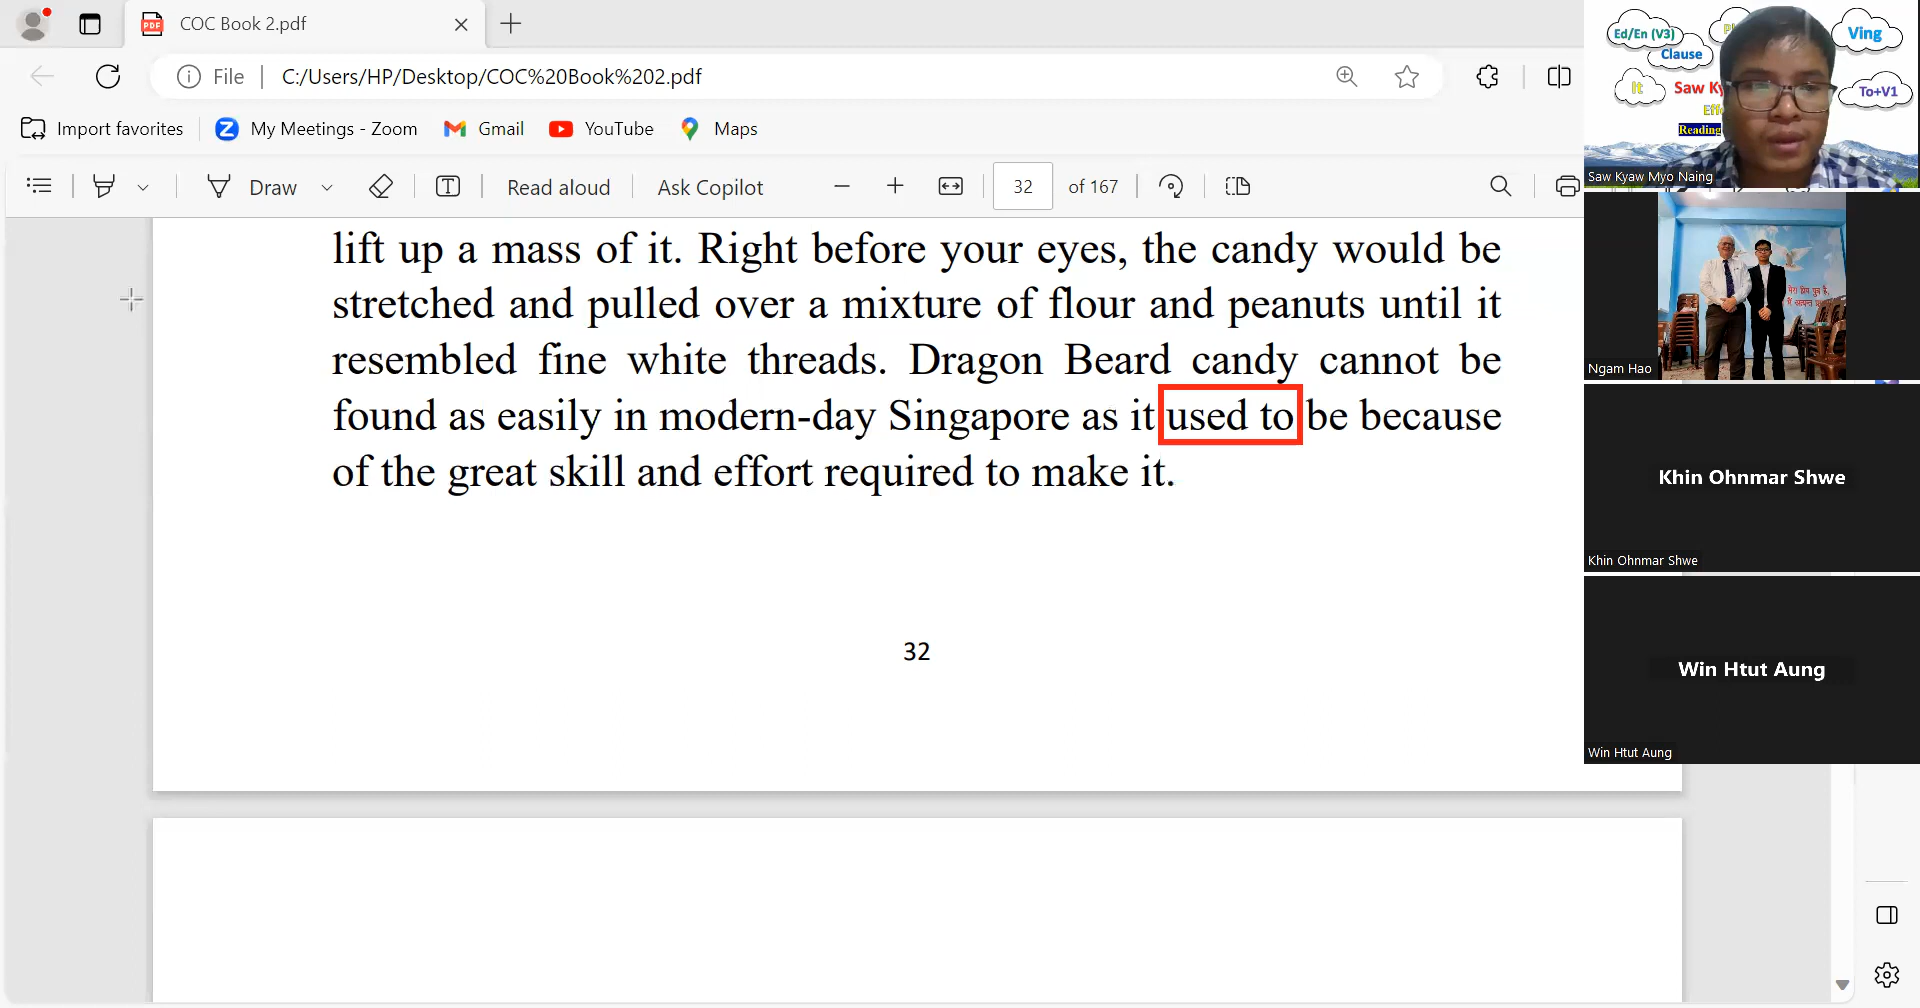 COC Book 2.pdf
File
C:/Users/HP/Desktop/COC%20Book%202.pdf
Import favorites
My Meetings - Zoom
Gmail
YouTube
Maps
Draw
Read aloud
Ask Copilot
32
of 167
lift up a mass of it. Right before your eyes, the candy would be
stretched and pulled over a mixture of flour and peanuts until it
resembled fine white threads. Dragon Beard candy cannot be
found as easily in modern-day Singapore as it used to be because
of the great skill and effort required to make it.
32
Ed/En (V3)
Clause
Ving
It
Saw Ky
To+V1
Reading
Saw Kyaw Myo Naing
Ngam Hao
Khin Ohnmar Shwe
Khin Ohnmar Shwe
Win Htut Aung
Win Htut Aung